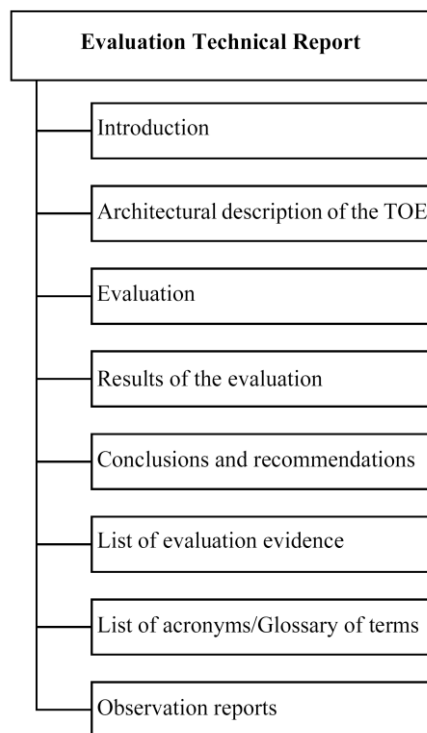 Evaluation Technical Report
Introduction
Architectural description of the TOE
Evaluation
Results of the evaluation
Conclusions and recommendations
List of evaluation evidence
List of acronyms/Glossary of terms
Observation reports